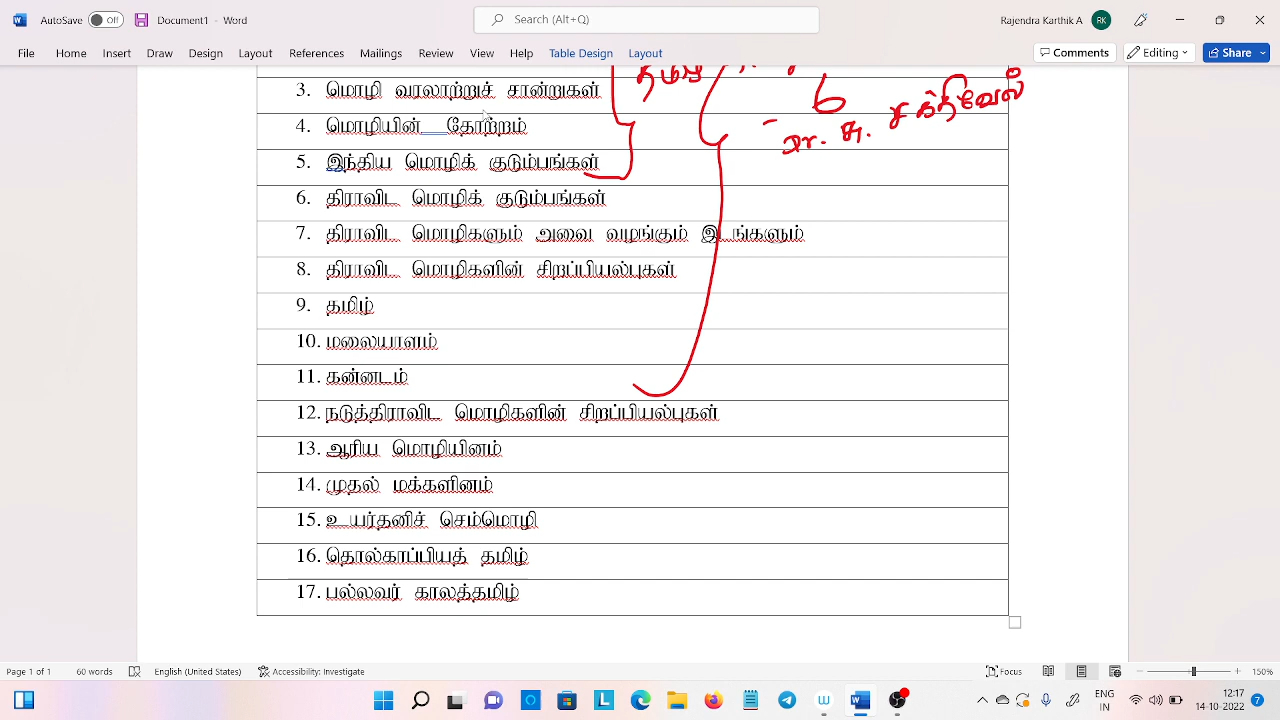 AutoSave Off Document1 - Word Search (Alt+Q) Rajendra Karthik A RK
File Home Insert Draw Design Layout References Mailings Review View Help Table Design Layout Comments Editing Share
3. மொழி வரலாற்றுச் சான்றுகள்
4. மொழியின் தோற்றம்
Dr. சு. சக்திவேல்
5. இந்திய மொழிக் குடும்பங்கள்
6. திராவிட மொழிக் குடும்பங்கள்
7. திராவிட மொழிகளும் அவை வழங்கும் இடங்களும்
8. திராவிட மொழிகளின் சிறப்பியல்புகள்
9. தமிழ்
10. மலையாளம்
11. கன்னடம்
12. நடுத்திராவிட மொழிகளின் சிறப்பியல்புகள்
13. ஆரிய மொழியினம்
14. முதல் மக்களினம்
15. உயர்தனிச் செம்மொழி
16. தொல்காப்பியத் தமிழ்
17. பல்லவர் காலத்தமிழ்
Page 1 of 1 60 words English (United States) Accessibility: Investigate Focus 150%
ENG 12:17
IN 14-10-2022 7